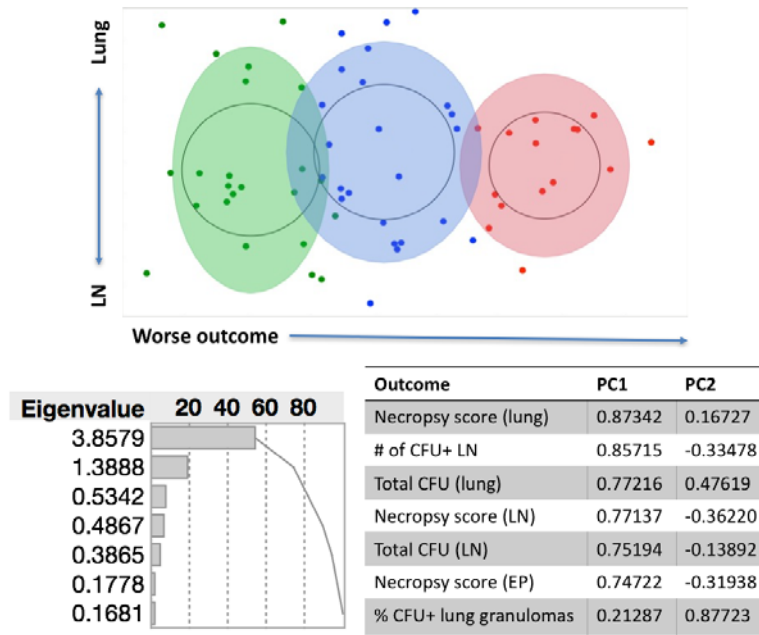 Lung
LN
Worse outcome
Eigenvalue 20 40 60 80
3.8579
1.3888
0.5342
0.4867
0.3865
0.1778
0.1681
Outcome PC1 PC2
Necropsy score (lung) 0.87342 0.16727
# of CFU+ LN 0.85715 -0.33478
Total CFU (lung) 0.77216 0.47619
Necropsy score (LN) 0.77137 -0.36220
Total CFU (LN) 0.75194 -0.13892
Necropsy score (EP) 0.74722 -0.31938
% CFU+ lung granulomas 0.21287 0.87723